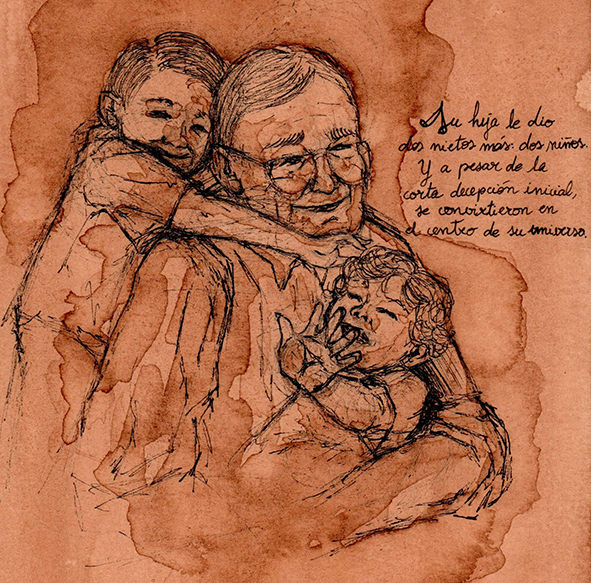 Su hija le dio
dos nietos más: dos niños.
Y a pesar de la
corta decepción inicial,
se convirtieron en
el centro de su universo.